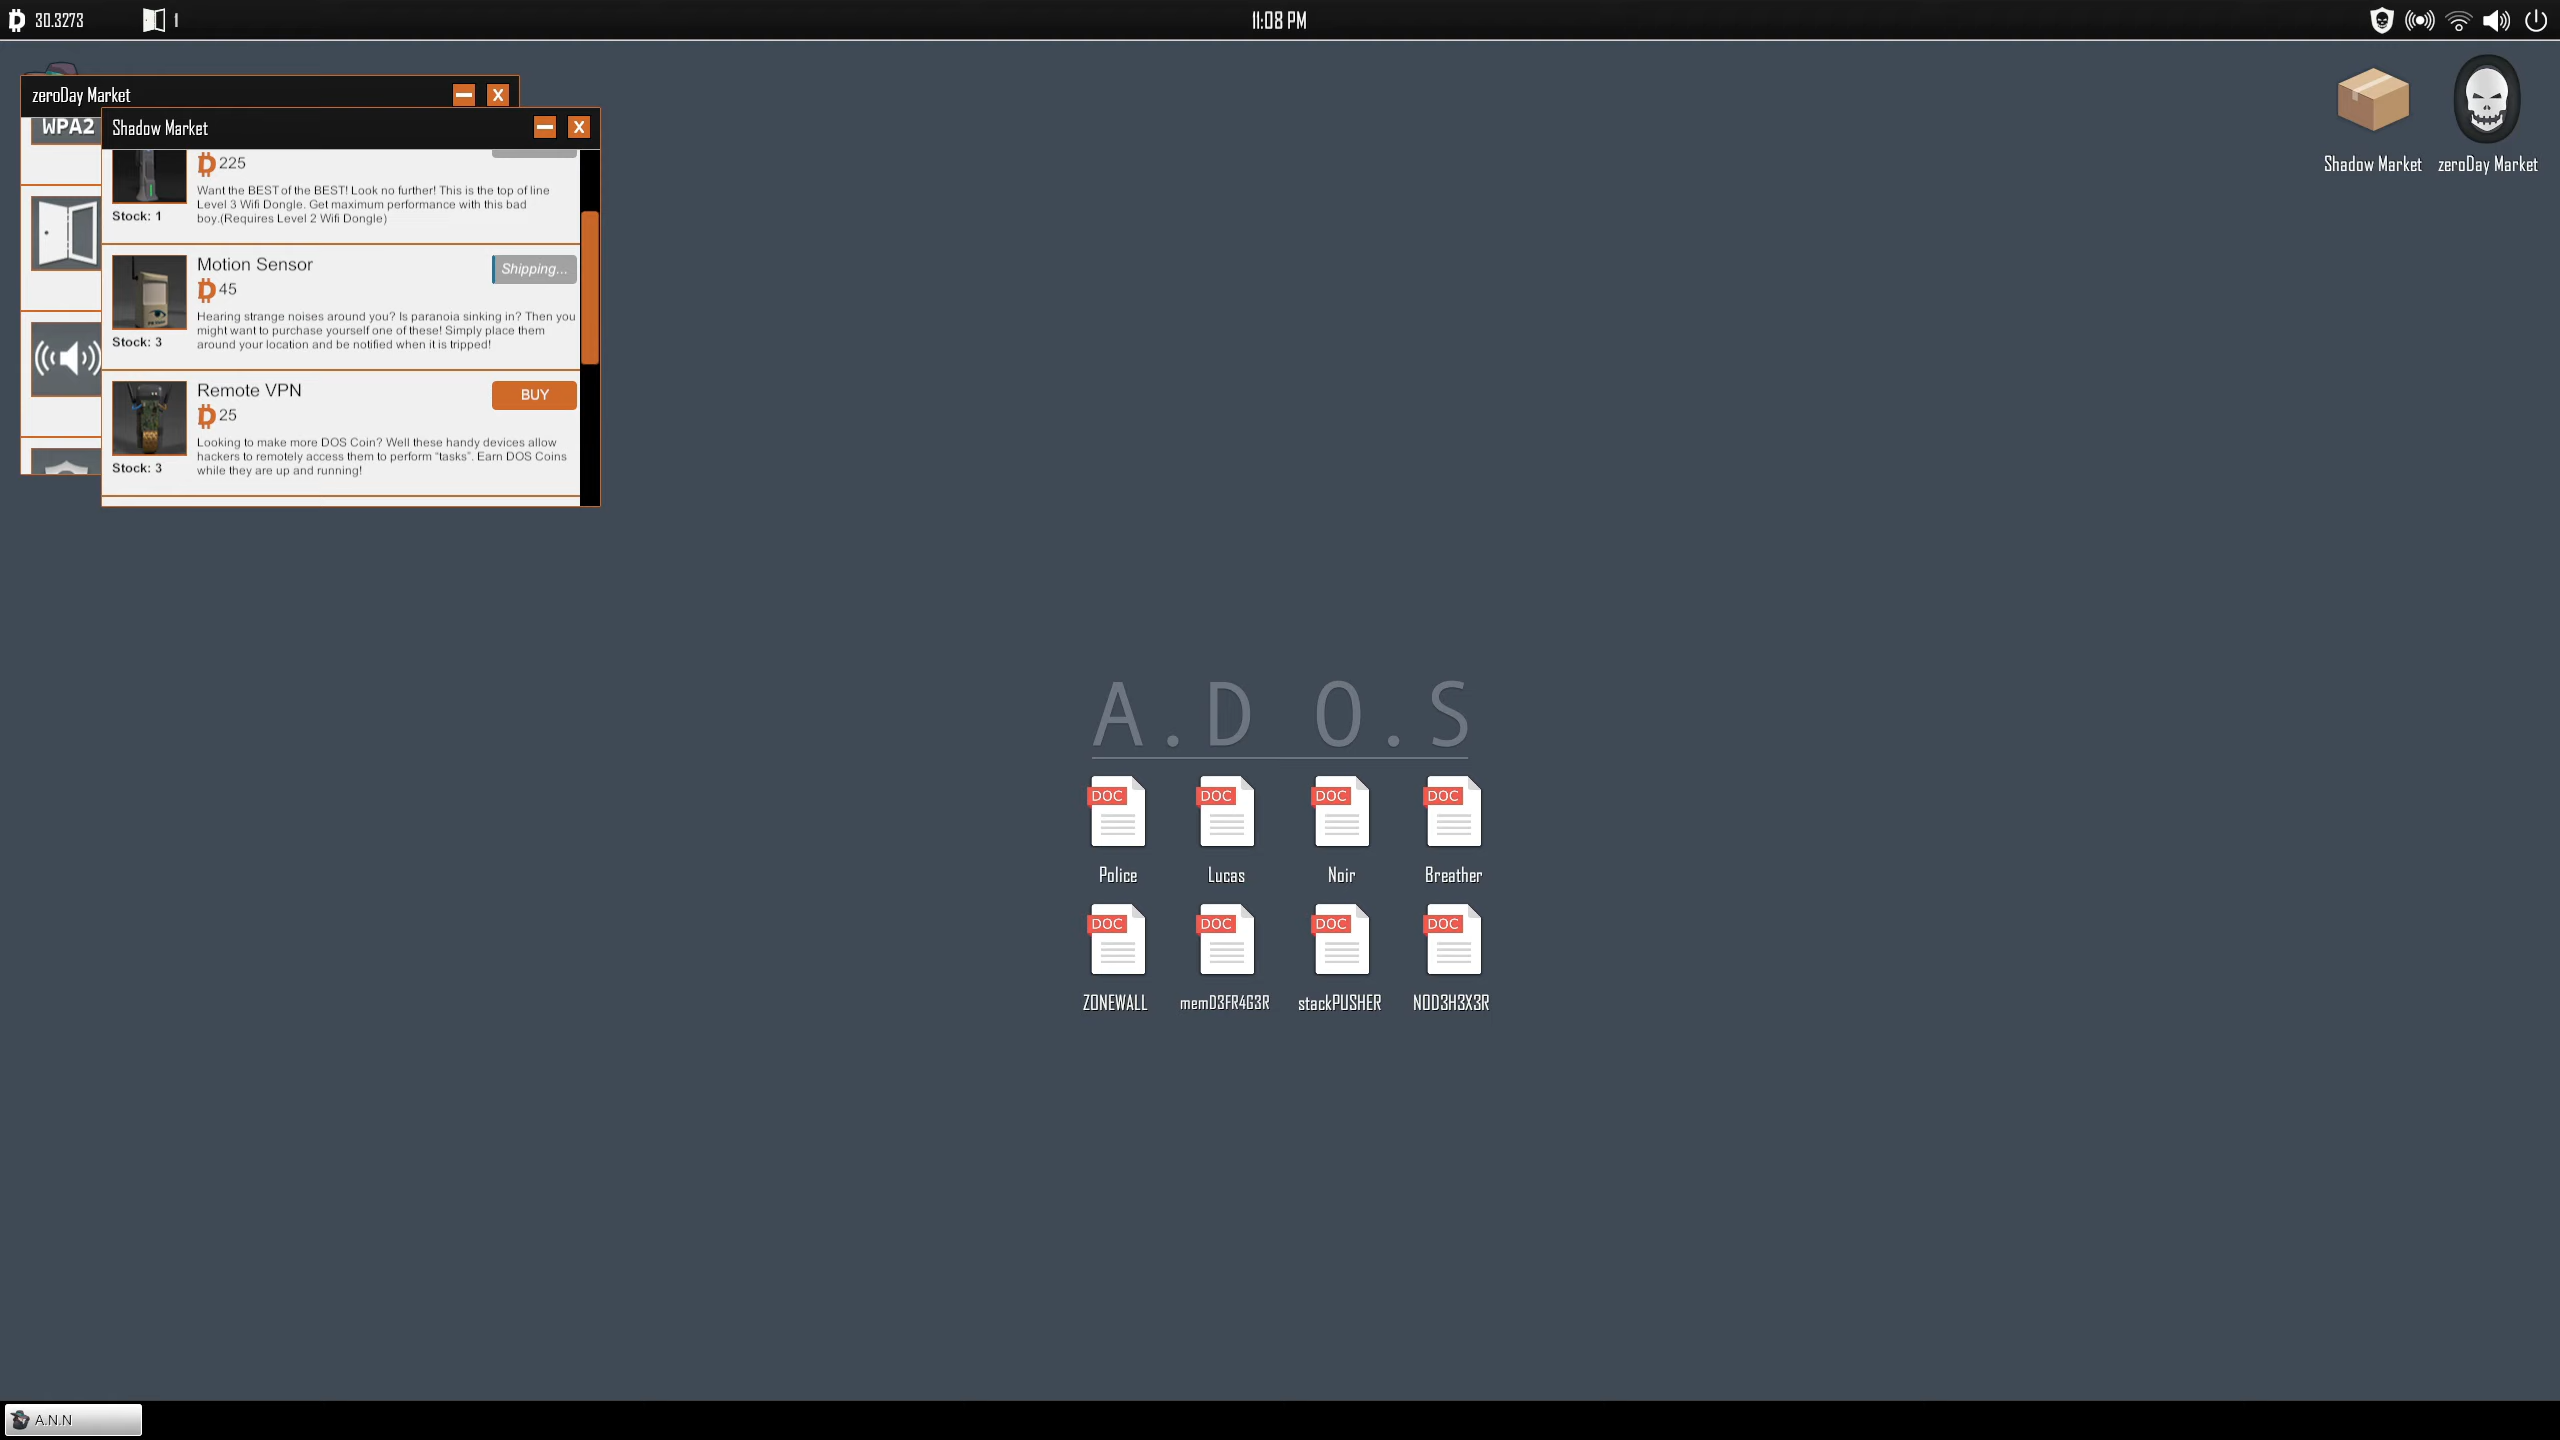 30.3273
1
11:08 PM
zeroDay Market
X
WPA2
Shadow Market
X
225
Want the BEST of the BEST! Look no further! This is the top of line
Level 3 Wifi Dongle. Get maximum performance with this bad
boy.(Requires Level 2 Wifi Dongle)
Stock: 1
Motion Sensor
Shipping...
45
Hearing strange noises around you? Is paranoia sinking in? Then you
might want to purchase yourself one of these! Simply place them
around your location and be notified when it is tripped!
Stock: 3
Remote VPN
BUY
25
Looking to make more DOS Coin? Well these handy devices allow
hackers to remotely access them to perform "tasks". Earn DOS Coins
while they are up and running!
Stock: 3
Shadow Market
zeroDay Market
A.D O.S
DOC
DOC
DOC
DOC
Police
Lucas
Noir
Breather
DOC
DOC
DOC
DOC
ZONEWALL
memD3FR4G3R
stackPUSHER
N0D3H3X3R
A.N.N